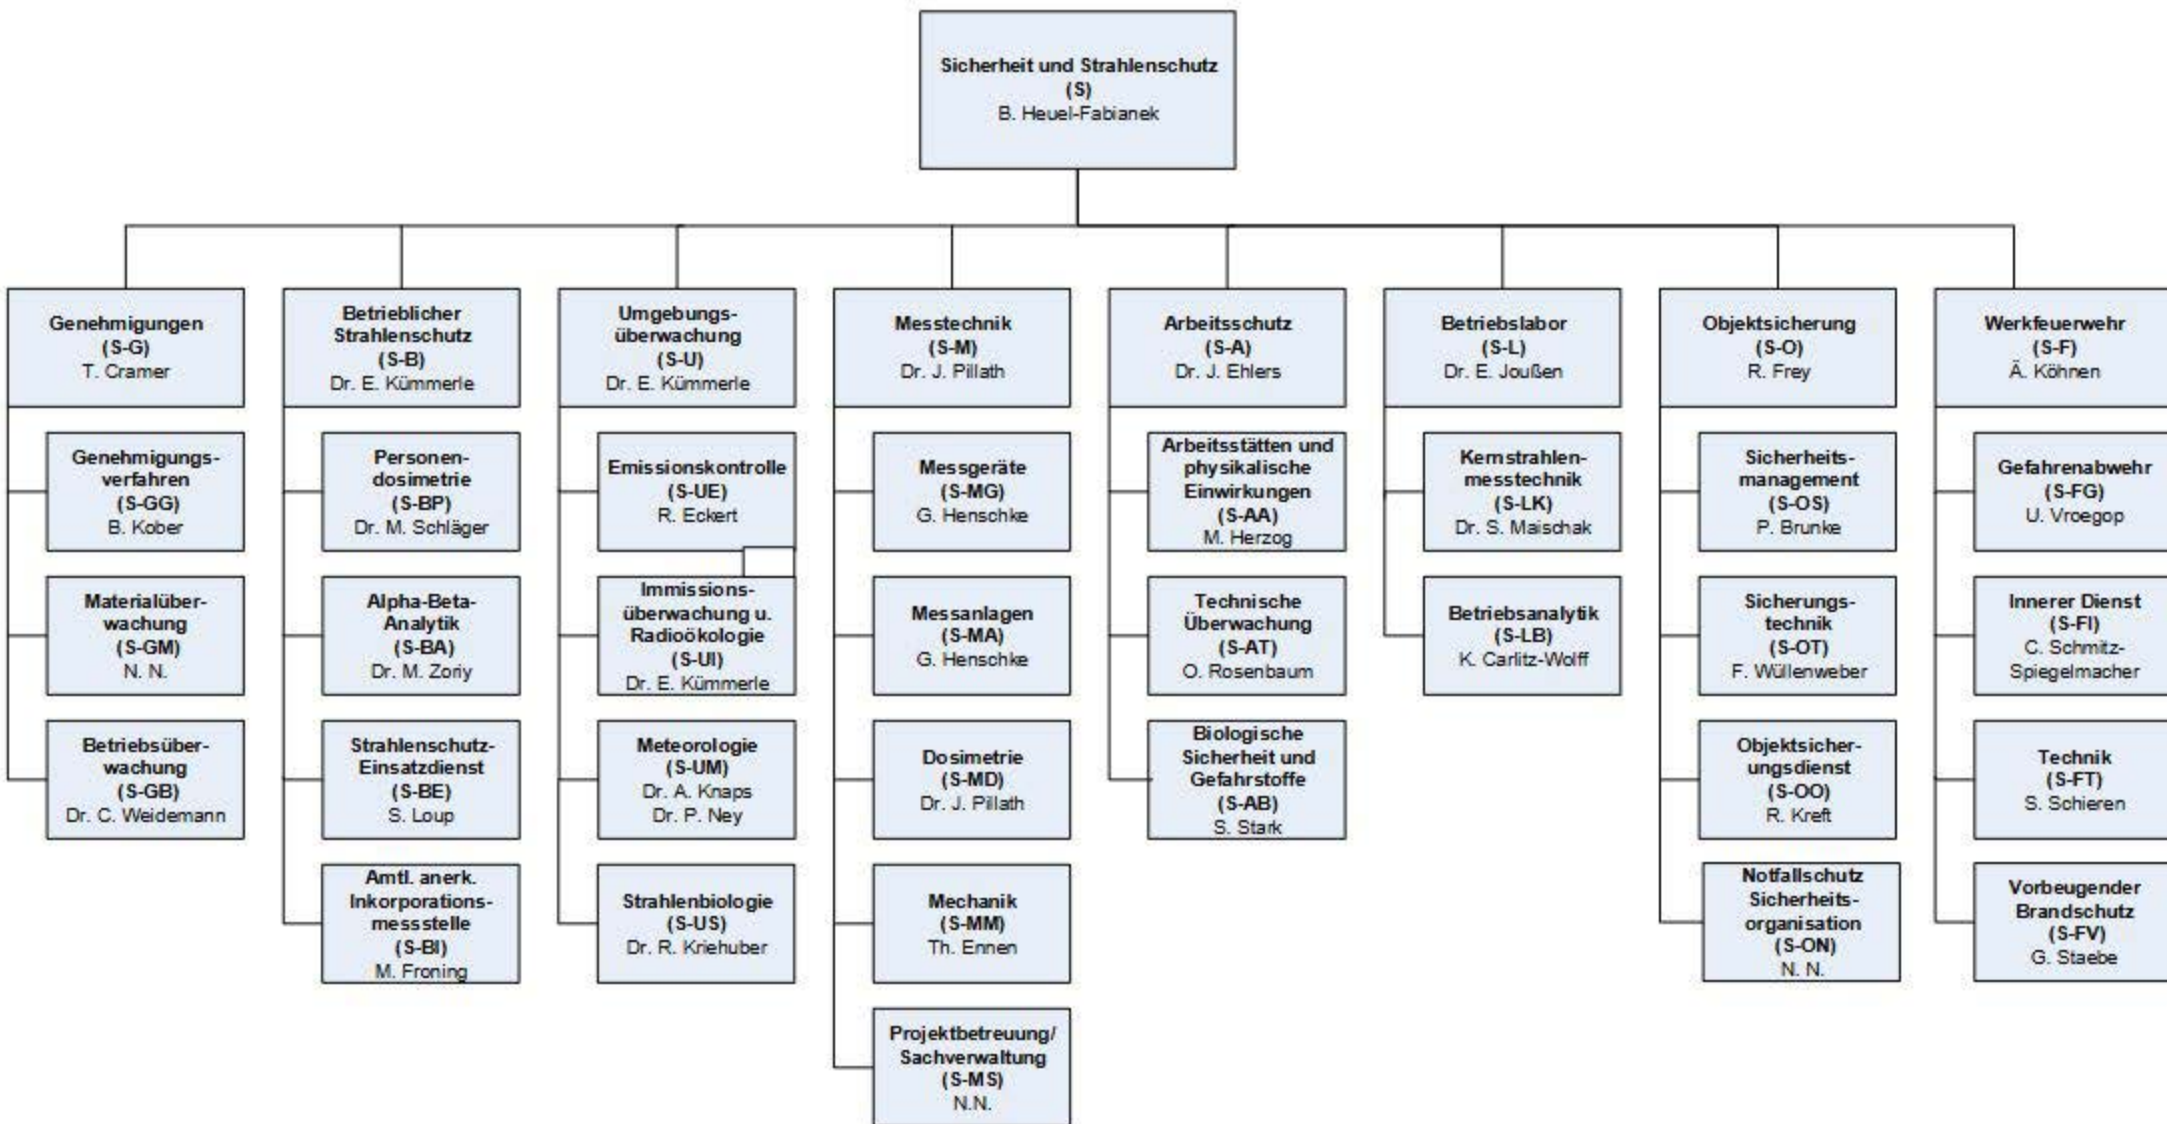 Sicherheit und Strahlenschutz
(S)
B. Heuel-Fabianek
Genehmigungen
(S-G)
T. Cramer
Genehmigungs-
verfahren
(S-GG)
B. Kober
Materialüber-
wachung
(S-GM)
N. N.
Betriebsüber-
wachung
(S-GB)
Dr. C. Weidemann
Betrieblicher
Strahlenschutz
(S-B)
Dr. E. Kümmerle
Personen-
dosimetrie
(S-BP)
Dr. M. Schläger
Alpha-Beta-
Analytik
(S-BA)
Dr. M. Zoriy
Strahlenschutz-
Einsatzdienst
(S-BE)
S. Loup
Amtl. anerk.
Inkorporations-
messstelle
(S-BI)
M. Froning
Umgebungs-
überwachung
(S-U)
Dr. E. Kümmerle
Emissionskontrolle
(S-UE)
R. Eckert
Immissions-
überwachung u.
Radioökologie
(S-UI)
Dr. E. Kümmerle
Meteorologie
(S-UM)
Dr. A. Knaps
Dr. P. Ney
Strahlenbiologie
(S-US)
Dr. R. Kriehuber
Messtechnik
(S-M)
Dr. J. Pillath
Messgeräte
(S-MG)
G. Henschke
Messanlagen
(S-MA)
G. Henschke
Dosimetrie
(S-MD)
Dr. J. Pillath
Mechanik
(S-MM)
Th. Ennen
Projektbetreuung/
Sachverwaltung
(S-MS)
N.N.
Arbeitsschutz
(S-A)
Dr. J. Ehlers
Arbeitsstätten und
physikalische
Einwirkungen
(S-AA)
M. Herzog
Technische
Überwachung
(S-AT)
O. Rosenbaum
Biologische
Sicherheit und
Gefahrstoffe
(S-AB)
S. Stark
Betriebslabor
(S-L)
Dr. E. Joußen
Kernstrahlen-
messtechnik
(S-LK)
Dr. S. Maischak
Betriebsanalytik
(S-LB)
K. Carlitz-Wolff
Objektsicherung
(S-O)
R. Frey
Sicherheits-
management
(S-OS)
P. Brunke
Sicherungs-
technik
(S-OT)
F. Wüllenweber
Objektsicher-
ungsdienst
(S-OO)
R. Kreft
Notfallschutz
Sicherheits-
organisation
(S-ON)
N. N.
Werkfeuerwehr
(S-F)
Ä. Köhnen
Gefahrenabwehr
(S-FG)
U. Vroegop
Innerer Dienst
(S-FI)
C. Schmitz-
Spiegelmacher
Technik
(S-FT)
S. Schieren
Vorbeugender
Brandschutz
(S-FV)
G. Staebe